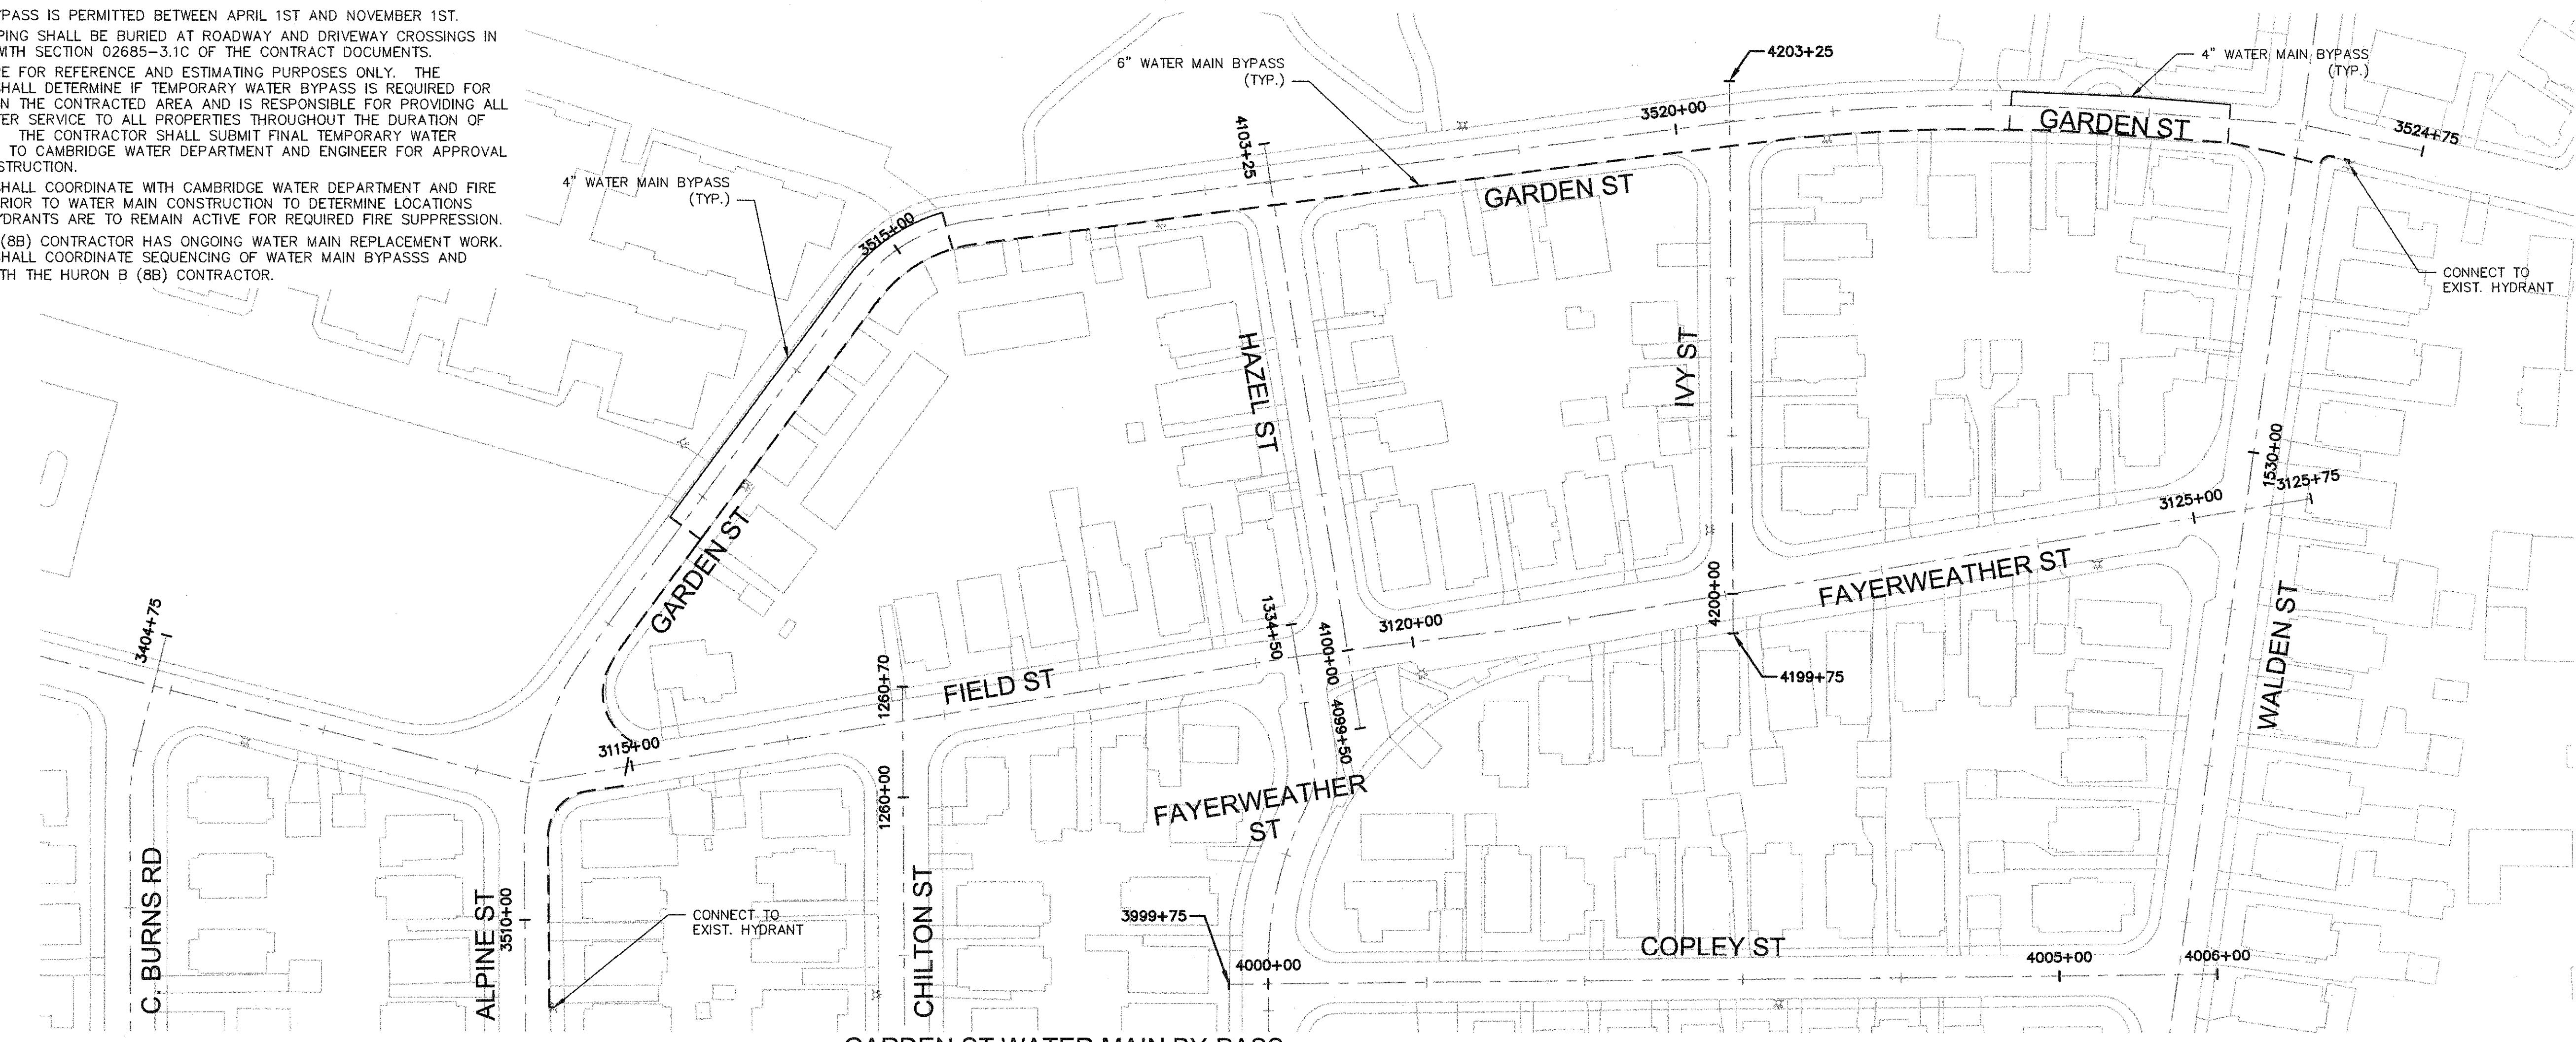 YPASS IS PERMITTED BETWEEN APRIL 1ST AND NOVEMBER 1ST.
PING SHALL BE BURIED AT ROADWAY AND DRIVEWAY CROSSINGS IN
WITH SECTION 02685-3.1C OF THE CONTRACT DOCUMENTS.
E FOR REFERENCE AND ESTIMATING PURPOSES ONLY. THE
HALL DETERMINE IF TEMPORARY WATER BYPASS IS REQUIRED FOR
N THE CONTRACTED AREA AND IS RESPONSIBLE FOR PROVIDING ALL
ER SERVICE TO ALL PROPERTIES THROUGHOUT THE DURATION OF
THE CONTRACTOR SHALL SUBMIT FINAL TEMPORARY WATER
TO CAMBRIDGE WATER DEPARTMENT AND ENGINEER FOR APPROVAL
STRUCTION.
HALL COORDINATE WITH CAMBRIDGE WATER DEPARTMENT AND FIRE
RIOR TO WATER MAIN CONSTRUCTION TO DETERMINE LOCATIONS
YDRANTS ARE TO REMAIN ACTIVE FOR REQUIRED FIRE SUPPRESSION.
(8B) CONTRACTOR HAS ONGOING WATER MAIN REPLACEMENT WORK.
HALL COORDINATE SEQUENCING OF WATER MAIN BYPASSS AND
TH THE HURON B (8B) CONTRACTOR.
6" WATER MAIN BYPASS
(TYP.)
4203+25
4" WATER MAIN BYPASS
(TYP.)
4103+25
3520+00
GARDEN ST
3524+75
4" WATER MAIN BYPASS
(TYP.)
3515+00
GARDEN ST
CONNECT TO
EXIST. HYDRANT
HAZEL ST
IVY ST
1530+00
3125+75
3125+00
GARDEN ST
FAYERWEATHER ST
4200+00
3404+75
1334+50
4100+00
3120+00
4199+75
WALDEN ST
1260+70
FIELD ST
4099+50
3115+00
1260+00
FAYERWEATHER
ST
C. BURNS RD
ALPINE ST
3510+00
CONNECT TO
EXIST. HYDRANT
CHILTON ST
3999+75
4000+00
COPLEY ST
4005+00
4006+00
GARDEN ST WATER MAIN BY-PASS